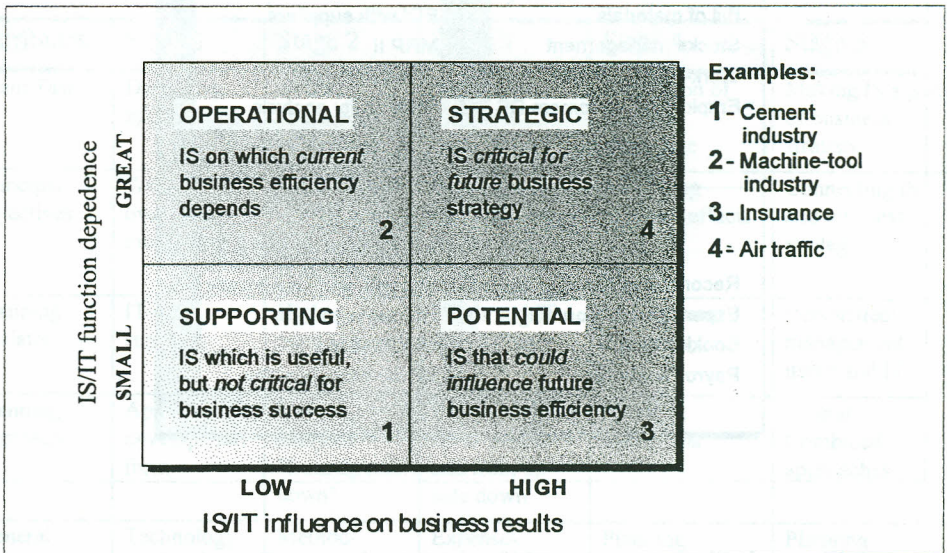 OPERATIONAL
IS on which current
business efficiency
depends
2
STRATEGIC
IS critical for
future business
strategy
4
SUPPORTING
IS which is useful,
but not critical for
business success
1
POTENTIAL
IS that could
influence future
business efficiency
3
IS/IT function depedence
GREAT
SMALL
LOW
HIGH
IS/IT influence on business results
Examples:
1 - Cement
industry
2 - Machine-tool
industry
3 - Insurance
4 - Air traffic